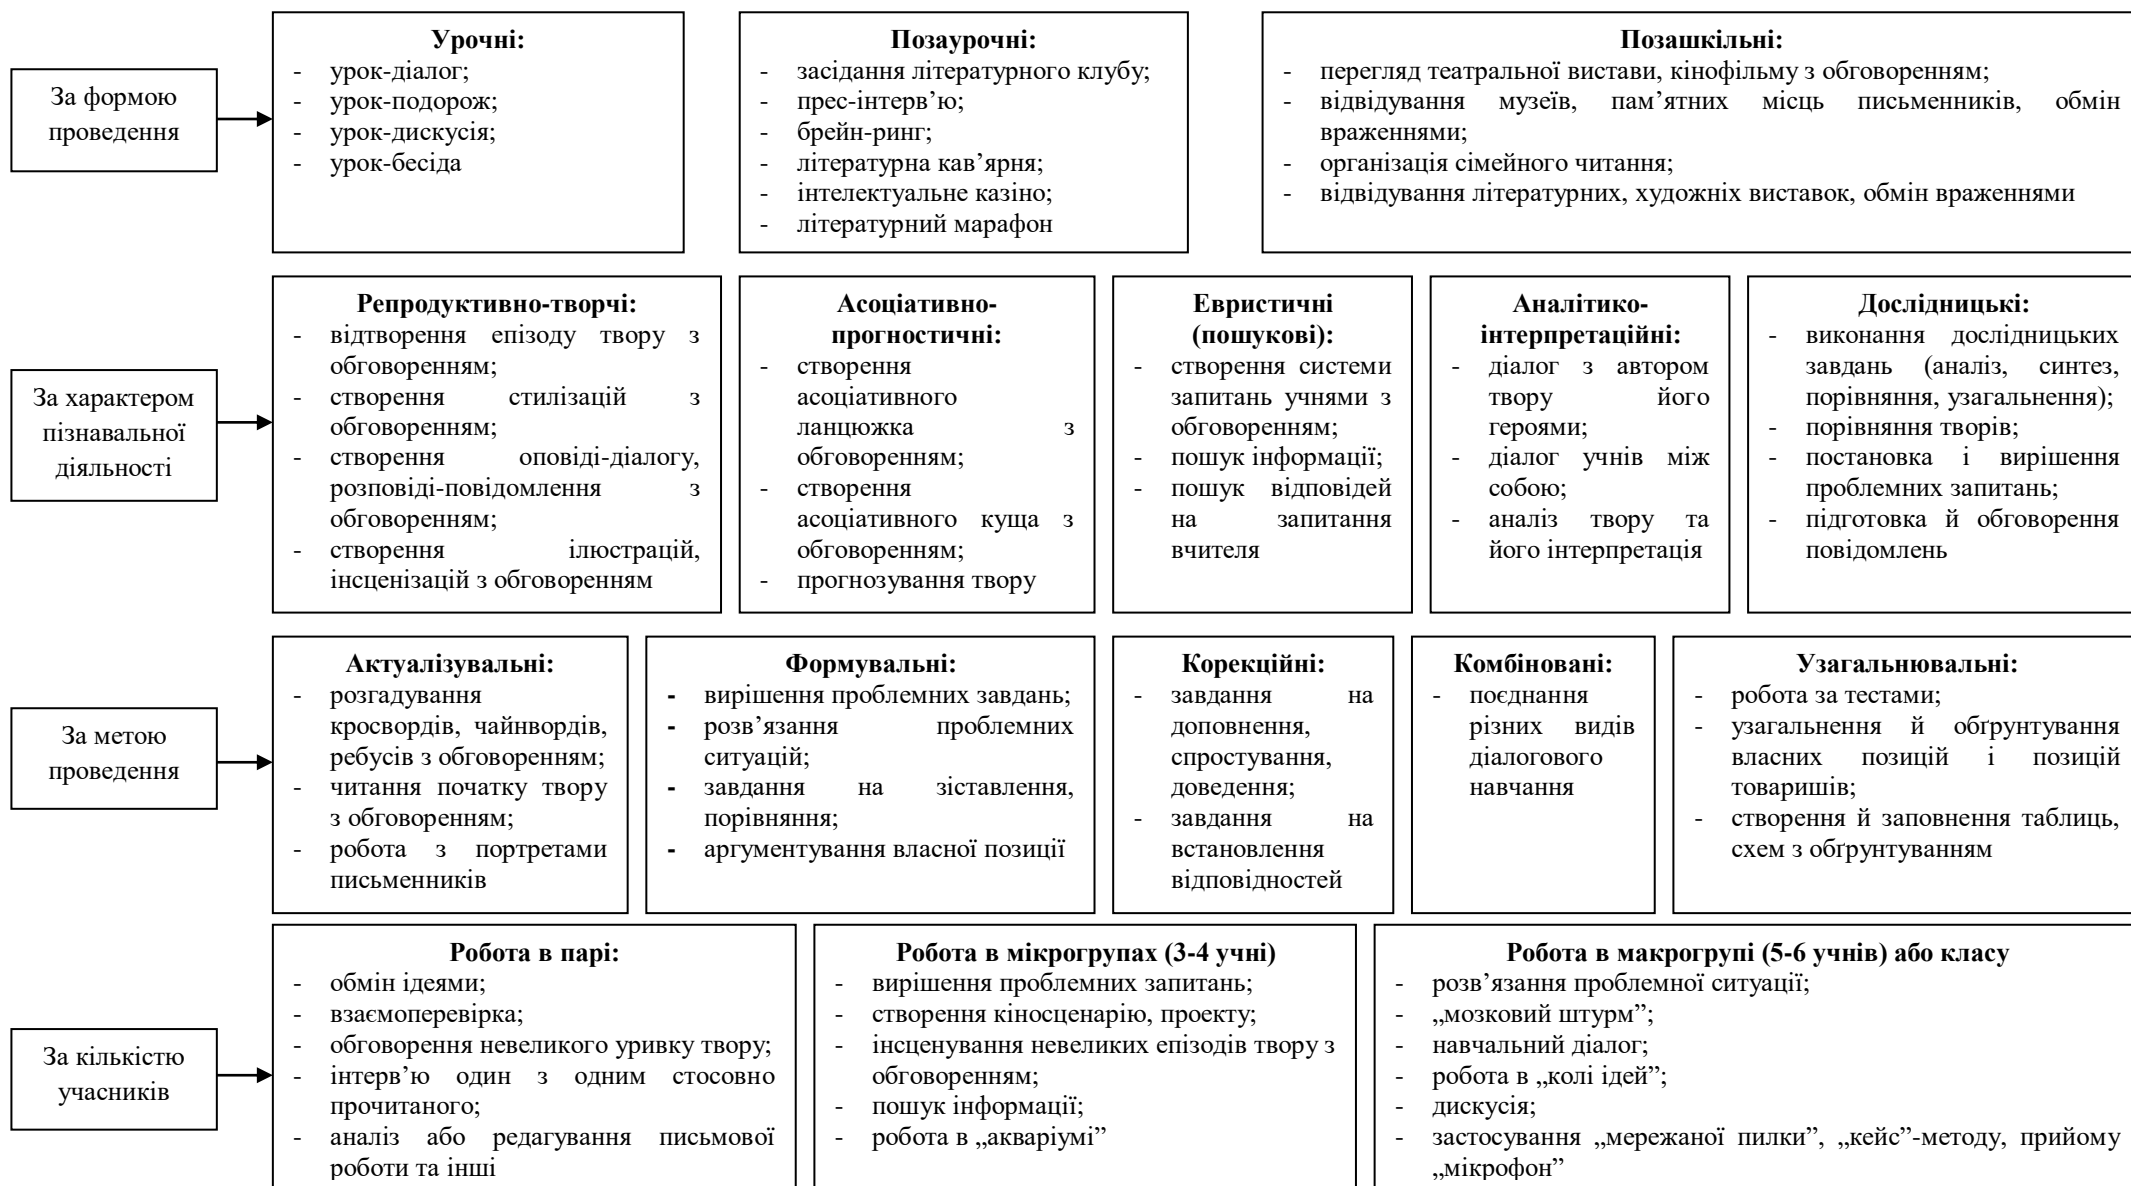 За формою
проведення
Урочні:
- урок-діалог;
- урок-подорож;
- урок-дискусія;
- урок-бесіда
Позаурочні:
- засідання літературного клубу;
- прес-інтерв’ю;
- брейн-ринг;
- літературна кав’ярня;
- інтелектуальне казіно;
- літературний марафон
Позашкільні:
- перегляд театральної вистави, кінофільму з обговоренням;
- відвідування музеїв, пам’ятних місць письменників, обмін
враженнями;
- організація сімейного читання;
- відвідування літературних, художніх виставок, обмін враженнями
За характером
пізнавальної
діяльності
Репродуктивно-творчі:
- відтворення епізоду твору з
обговоренням;
- створення стилізацій з
обговоренням;
- створення оповіді-діалогу,
розповіді-повідомлення з
обговоренням;
- створення ілюстрацій,
інсценізацій з обговоренням
Асоціативно-
прогностичні:
- створення
асоціативного
ланцюжка з
обговоренням;
- створення
асоціативного куща з
обговоренням;
- прогнозування твору
Евристичні
(пошукові):
- створення системи
запитань учнями з
обговоренням;
- пошук інформації;
- пошук відповідей
на запитання
вчителя
Аналітико-
інтерпретаційні:
- діалог з автором
твору його
героями;
- діалог учнів між
собою;
- аналіз твору та
його інтерпретація
Дослідницькі:
- виконання дослідницьких
завдань (аналіз, синтез,
порівняння, узагальнення);
- порівняння творів;
- постановка і вирішення
проблемних запитань;
- підготовка й обговорення
повідомлень
За метою
проведення
Актуалізувальні:
- розгадування
кросвордів, чайнвордів,
ребусів з обговоренням;
- читання початку твору
з обговоренням;
- робота з портретами
письменників
Формувальні:
- вирішення проблемних завдань;
- розв’язання проблемних
ситуацій;
- завдання на зіставлення,
порівняння;
- аргументування власної позиції
Корекційні:
- завдання на
доповнення,
спростування,
доведення;
- завдання на
встановлення
відповідностей
Комбіновані:
- поєднання
різних видів
діалогового
навчання
Узагальнювальні:
- робота за тестами;
- узагальнення й обґрунтування
власних позицій і позицій
товаришів;
- створення й заповнення таблиць,
схем з обґрунтуванням
За кількістю
учасників
Робота в парі:
- обмін ідеями;
- взаємоперевірка;
- обговорення невеликого уривку твору;
- інтерв’ю один з одним стосовно
прочитаного;
- аналіз або редагування письмової
роботи та інші
Робота в мікрогрупах (3-4 учні)
- вирішення проблемних запитань;
- створення кіносценарію, проекту;
- інсценування невеликих епізодів твору з
обговоренням;
- пошук інформації;
- робота в „акваріумі”
Робота в макрогрупі (5-6 учнів) або класу
- розв’язання проблемної ситуації;
- „мозковий штурм”;
- навчальний діалог;
- робота в „колі ідей”;
- дискусія;
- застосування „мережаної пилки”, „кейс”-методу, прийому
„мікрофон”